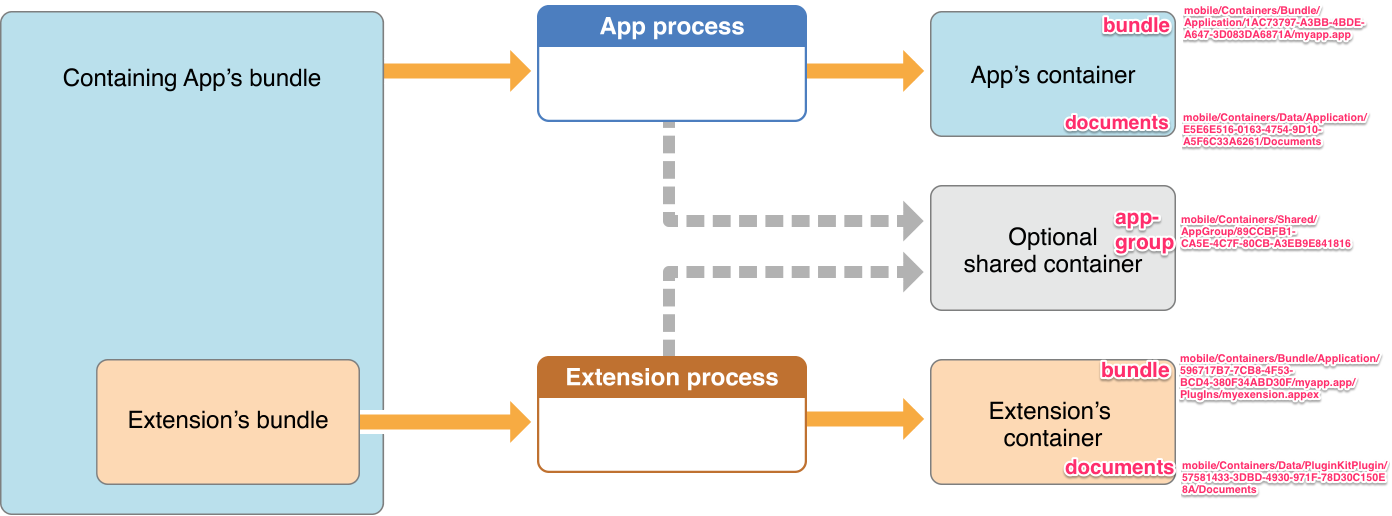 Containing App's bundle
App process
bundle
mobile/Containers/Bundle/
Application/1AC73797-A3BB-4BDE-
A647-3D083DA6871A/myapp.app
App's container
documents
mobile/Containers/Data/Application/
E5E6E516-0163-4754-9D10-
A5F6C33A6261/Documents
app-
group
Optional
shared container
mobile/Containers/Shared/
AppGroup/89CCBFB1-
CA5E-4C7F-80CB-A3EB9E841816
Extension's bundle
Extension process
bundle
mobile/Containers/Bundle/Application/
596717B7-7CB8-4F53-
BCD4-380F34ABD30F/myapp.app/
PlugIns/myexension.appex
Extension's
container
documents
mobile/Containers/Data/PluginKitPlugin/
57581433-3DBD-4930-971F-78D30C150E
8A/Documents